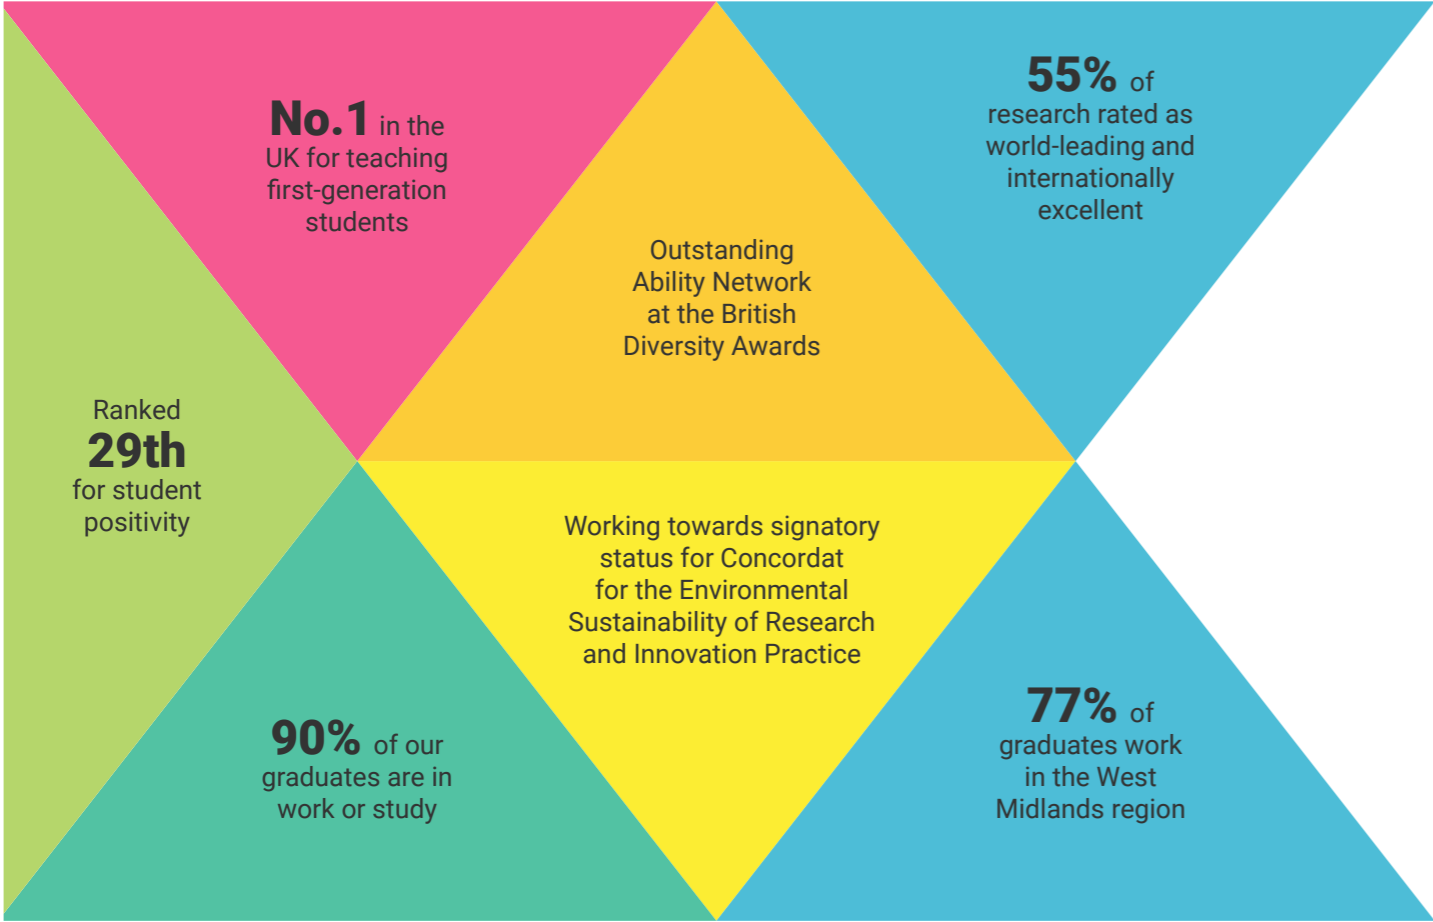 No.1 in the
UK for teaching
first-generation
students
55% of
research rated as
world-leading and
internationally
excellent
Outstanding
Ability Network
at the British
Diversity Awards
Ranked
29th
for student
positivity
Working towards signatory
status for Concordat
for the Environmental
Sustainability of Research
and Innovation Practice
90% of our
graduates are in
work or study
77% of
graduates work
in the West
Midlands region